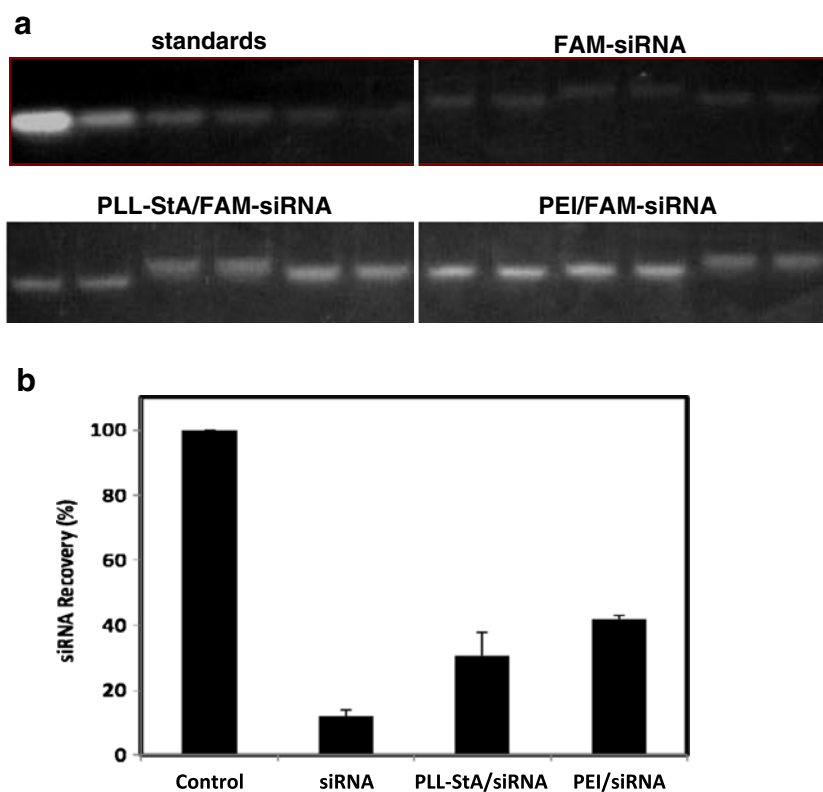 a
standards
FAM-siRNA
PLL-StA/FAM-siRNA
PEI/FAM-siRNA
b
100
80
60
40
20
0
siRNA Recovery (%)
Control siRNA PLL-StA/siRNA PEI/siRNA